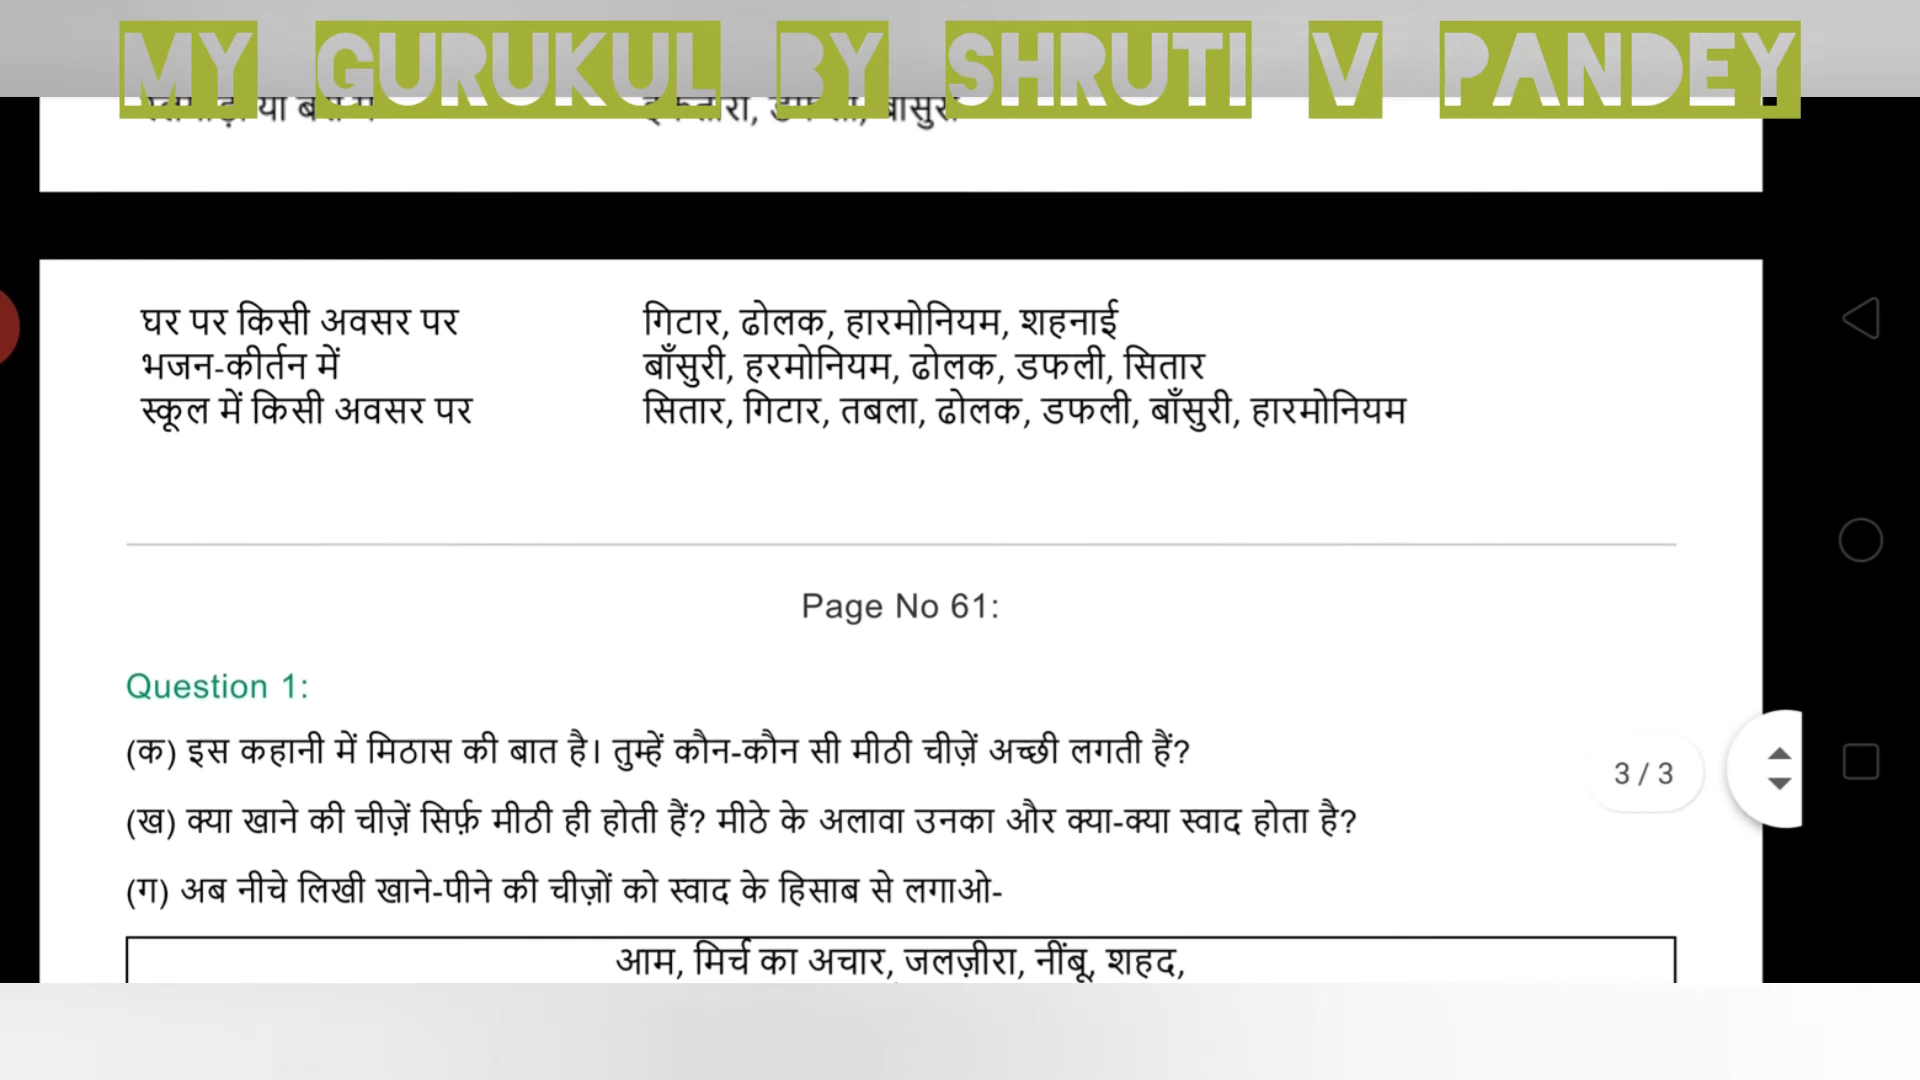 MY GURUKUL BY SHRUTI V PANDEY
घर पर किसी अवसर पर गिटार, ढोलक, हारमोनियम, शहनाई
भजन-कीर्तन में बाँसुरी, हरमोनियम, ढोलक, डफली, सितार
स्कूल में किसी अवसर पर सितार, गिटार, तबला, ढोलक, डफली, बाँसुरी, हारमोनियम
Page No 61:
Question 1:
(क) इस कहानी में मिठास की बात है। तुम्हें कौन-कौन सी मीठी चीज़ें अच्छी लगती हैं?
(ख) क्या खाने की चीज़ें सिर्फ़ मीठी ही होती हैं? मीठे के अलावा उनका और क्या-क्या स्वाद होता है?
3 / 3
(ग) अब नीचे लिखी खाने-पीने की चीज़ों को स्वाद के हिसाब से लगाओ-
आम, मिर्च का अचार, जलज़ीरा, नींबू, शहद,